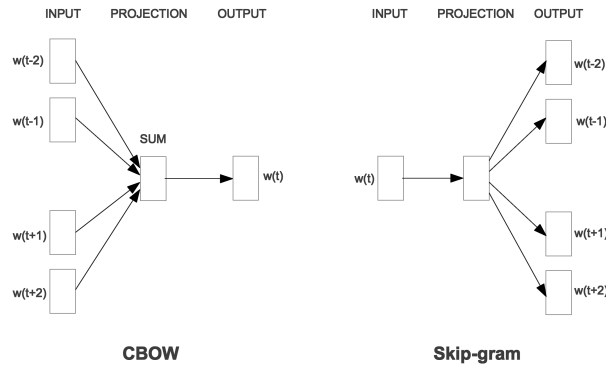 INPUT PROJECTION OUTPUT
w(t-2)
w(t-1)
SUM
w(t)
w(t+1)
w(t+2)
CBOW
INPUT PROJECTION OUTPUT
w(t-2)
w(t-1)
w(t)
w(t+1)
w(t+2)
Skip-gram